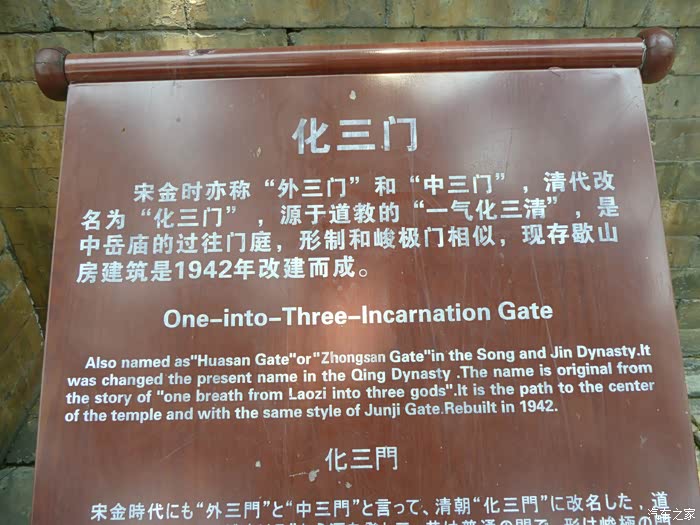 化三门
宋金时亦称“外三门”和“中三门”，清代改
名为“化三门”，源于道教的“一气化三清”，是
中岳庙的过往门庭，形制和峻极门相似，现存歇山
房建筑是1942年改建而成。
One-into-Three-Incarnation Gate
Also named as"Huasan Gate"or"Zhongsan Gate"in the Song and Jin Dynasty.It
was changed the present name in the Qing Dynasty .The name is original from
the story of "one breath from Laozi into three gods".It is the path to the center
of the temple and with the same style of Junji Gate.Rebuilt in 1942.
化三門
宋金時代にも“外三門”と“中三門”と言って、清朝“化三門”に改名した，道
汽车之家